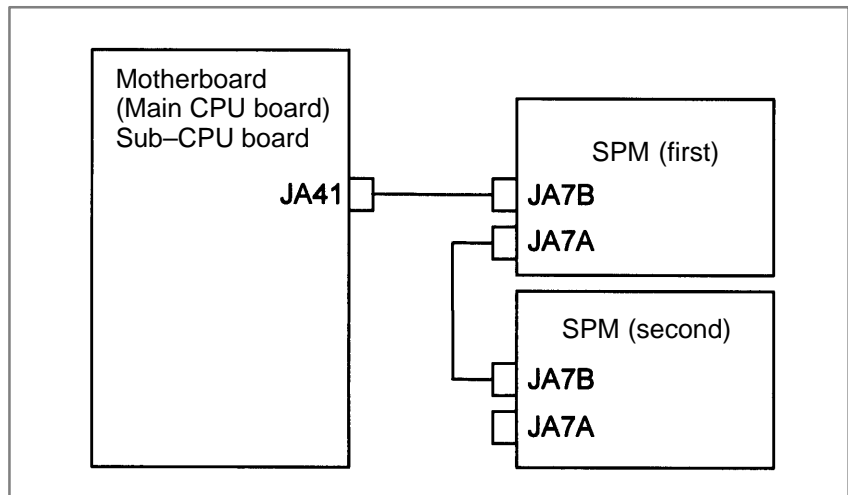 Motherboard
(Main CPU board)
Sub–CPU board
JA41
SPM (first)
JA7B
JA7A
SPM (second)
JA7B
JA7A